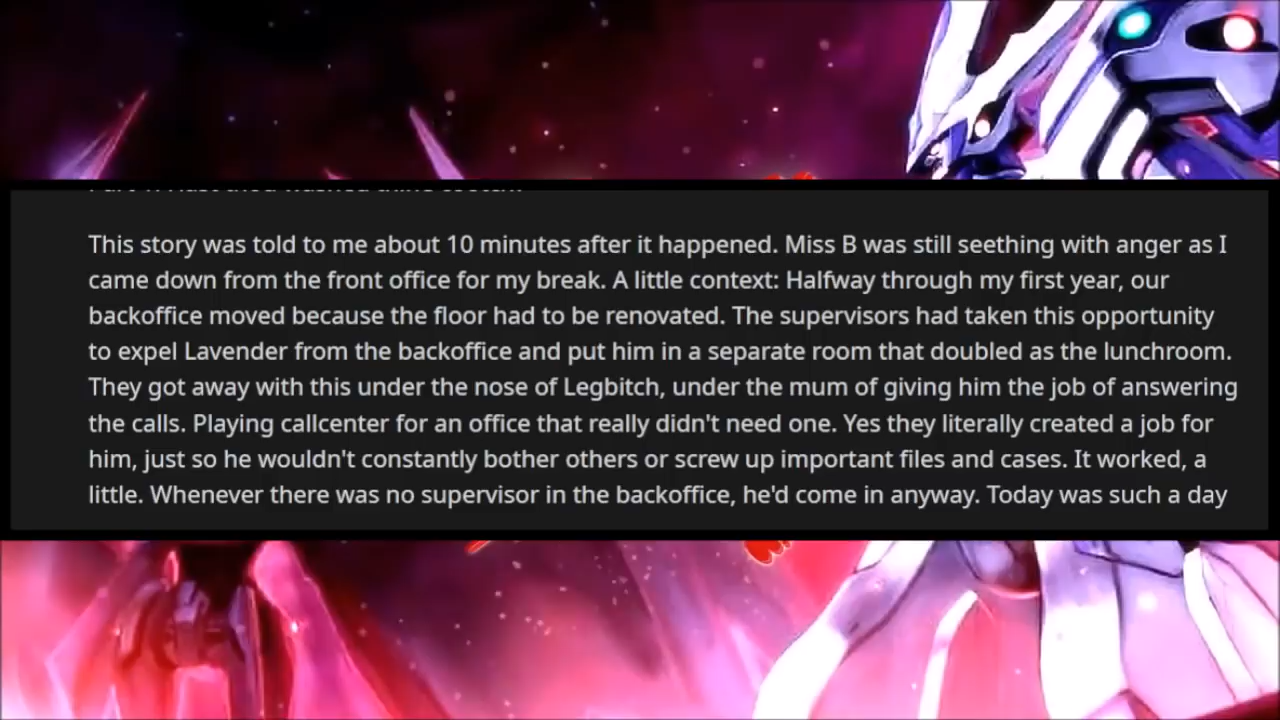 This story was told to me about 10 minutes after it happened. Miss B was still seething with anger as I
came down from the front office for my break. A little context: Halfway through my first year, our
backoffice moved because the floor had to be renovated. The supervisors had taken this opportunity
to expel Lavender from the backoffice and put him in a separate room that doubled as the lunchroom.
They got away with this under the nose of Legbitch, under the mum of giving him the job of answering
the calls. Playing callcenter for an office that really didn't need one. Yes they literally created a job for
him, just so he wouldn't constantly bother others or screw up important files and cases. It worked, a
little. Whenever there was no supervisor in the backoffice, he'd come in anyway. Today was such a day